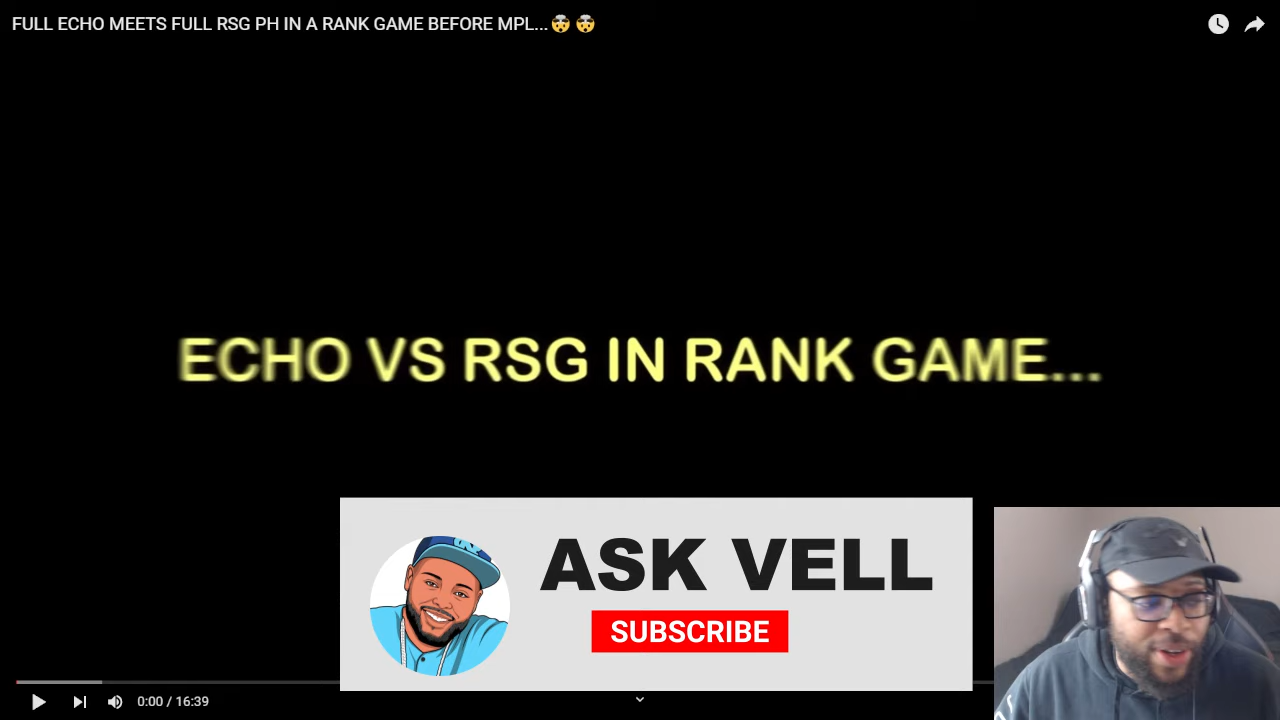 FULL ECHO MEETS FULL RSG PH IN A RANK GAME BEFORE MPL...🤯🤯
ECHO VS RSG IN RANK GAME...
ASK VELL
SUBSCRIBE
0:00 / 16:39